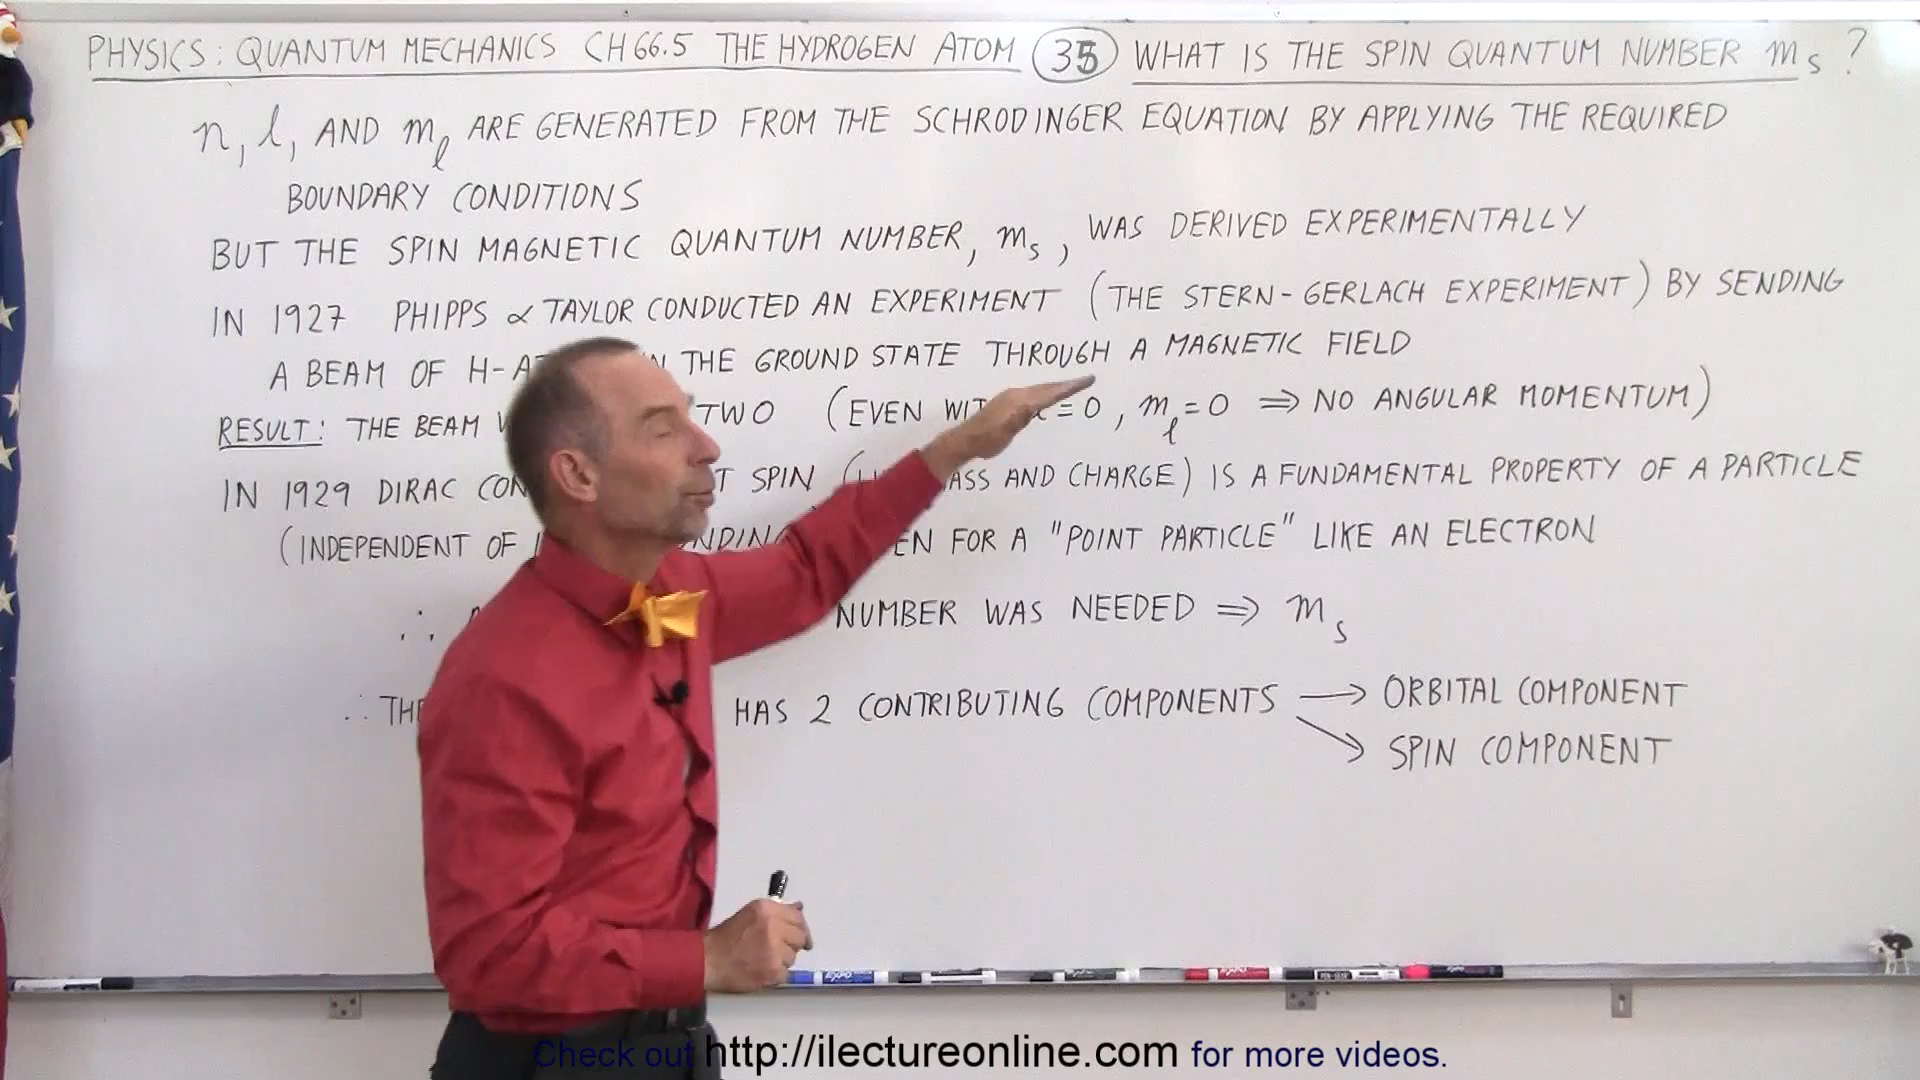 PHYSICS: QUANTUM MECHANICS CH 66.5 THE HYDROGEN ATOM 35 WHAT IS THE SPIN QUANTUM NUMBER ms?
n, l, AND ml ARE GENERATED FROM THE SCHRODINGER EQUATION BY APPLYING THE REQUIRED
BOUNDARY CONDITIONS
BUT THE SPIN MAGNETIC QUANTUM NUMBER, ms, WAS DERIVED EXPERIMENTALLY
IN 1927 PHIPPS & TAYLOR CONDUCTED AN EXPERIMENT (THE STERN-GERLACH EXPERIMENT) BY SENDING
A BEAM OF H- THE GROUND STATE THROUGH A MAGNETIC FIELD
RESULT: THE BEAM TWO (EVEN =0, ml=0 ⇒ NO ANGULAR MOMENTUM)
IN 1929 DIRAC SPIN AND CHARGE) IS A FUNDAMENTAL PROPERTY OF A PARTICLE
(INDEPENDENT OF FOR A "POINT PARTICLE" LIKE AN ELECTRON
∴ NUMBER WAS NEEDED ⇒ ms
∴ HAS 2 CONTRIBUTING COMPONENTS → ORBITAL COMPONENT
→ SPIN COMPONENT
Check out http://ilectureonline.com for more videos.